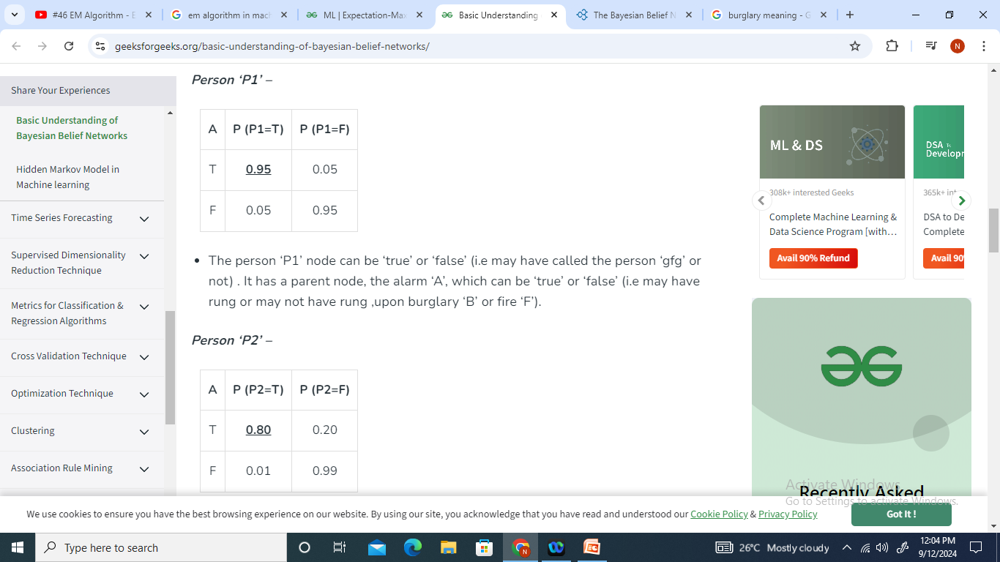 #46 EM Algorithm - E
em algorithm in mach
ML | Expectation-Max
Basic Understanding
The Bayesian Belief N
burglary meaning - G
geeksforgeeks.org/basic-understanding-of-bayesian-belief-networks/
N
Share Your Experiences
Basic Understanding of
Bayesian Belief Networks
Hidden Markov Model in
Machine learning
Time Series Forecasting
Supervised Dimensionality
Reduction Technique
Metrics for Classification &
Regression Algorithms
Cross Validation Technique
Optimization Technique
Clustering
Association Rule Mining
Person ‘P1’ –
A P (P1=T) P (P1=F)
T 0.95 0.05
F 0.05 0.95
The person ‘P1’ node can be ‘true’ or ‘false’ (i.e may have called the person ‘gfg’ or
not) . It has a parent node, the alarm ‘A’, which can be ‘true’ or ‘false’ (i.e may have
rung or may not have rung ,upon burglary ‘B’ or fire ‘F’).
Person ‘P2’ –
A P (P2=T) P (P2=F)
T 0.80 0.20
F 0.01 0.99
ML & DS
308k+ interested Geeks
Complete Machine Learning &
Data Science Program [with...
Avail 90% Refund
DSA To
Developr
365k+ int
DSA to De
Complete
Avail 90
Recently Asked
Activate Windows
Go to Settings to activate Windows.
We use cookies to ensure you have the best browsing experience on our website. By using our site, you acknowledge that you have read and understood our Cookie Policy & Privacy Policy
Got It !
Type here to search
N
26°C Mostly cloudy
12:04 PM
9/12/2024